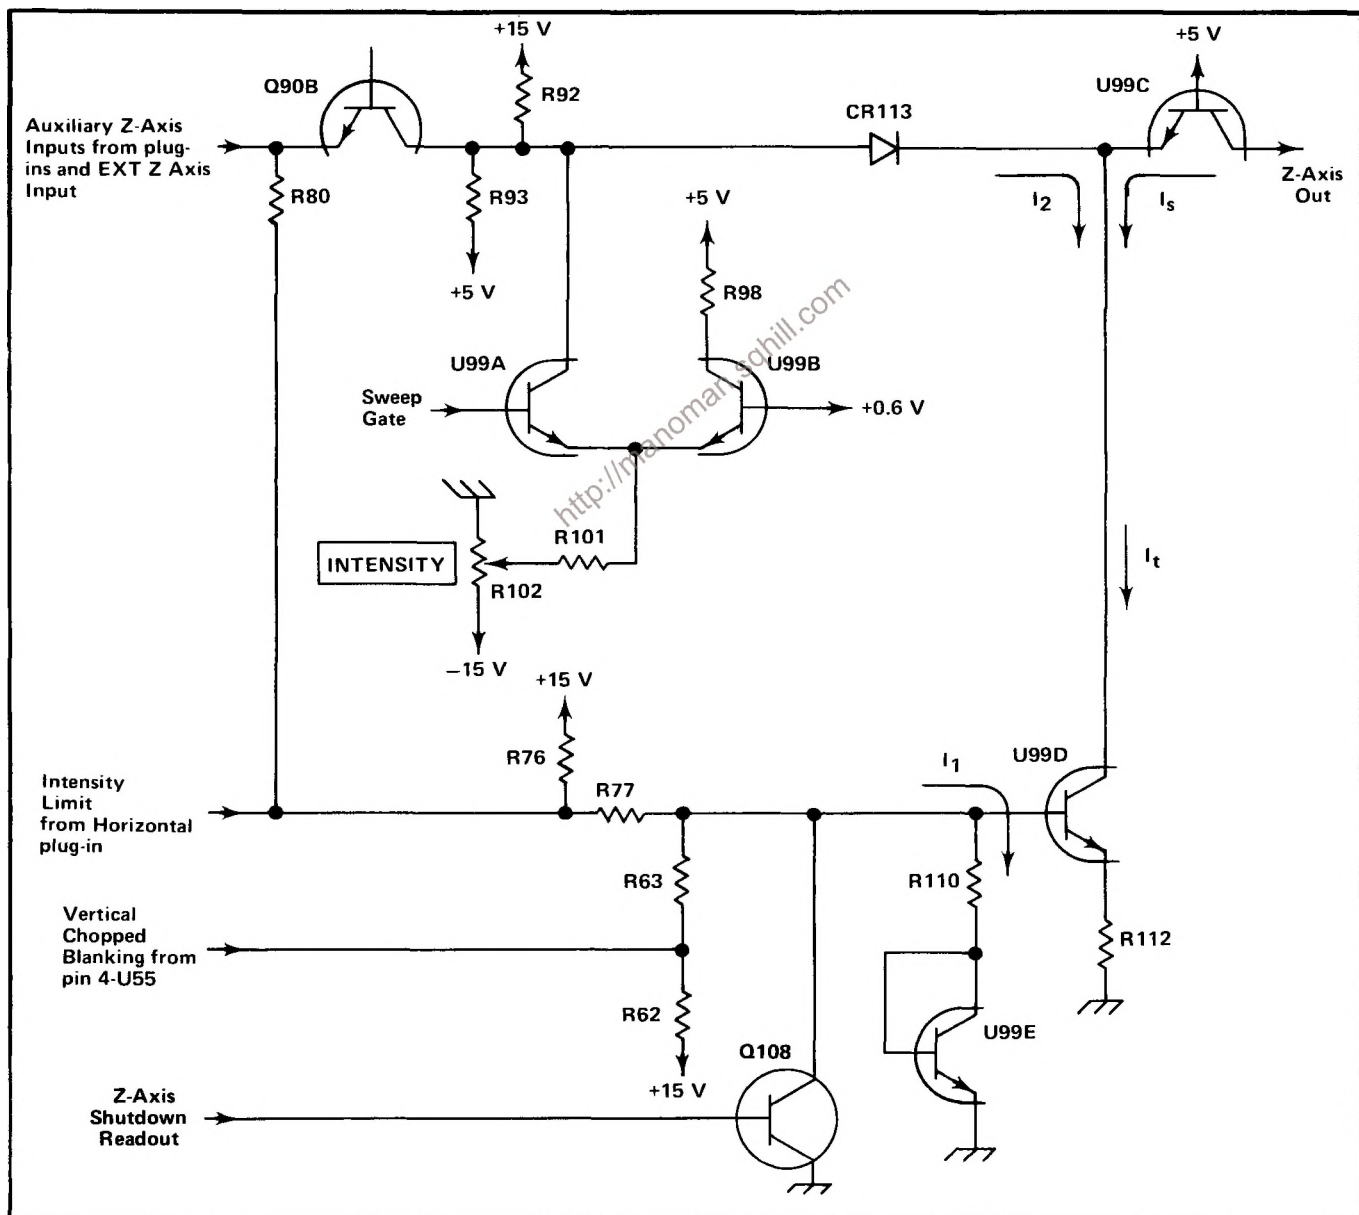 +15 V
+5 V
Q90B
R92
U99C
CR113
Auxiliary Z-Axis
Inputs from plug-
ins and EXT Z Axis
Input
R80
R93
+5 V
+5 V
I2
Is
Z-Axis
Out
R98
http://manoman.sqhill.com
U99A
U99B
Sweep
Gate
+0.6 V
R101
INTENSITY
R102
It
−15 V
+15 V
R76
U99D
I1
Intensity
Limit
from Horizontal
plug-in
R77
R63
R110
Vertical
Chopped
Blanking from
pin 4-U55
R112
R62
U99E
Q108
+15 V
Z-Axis
Shutdown
Readout